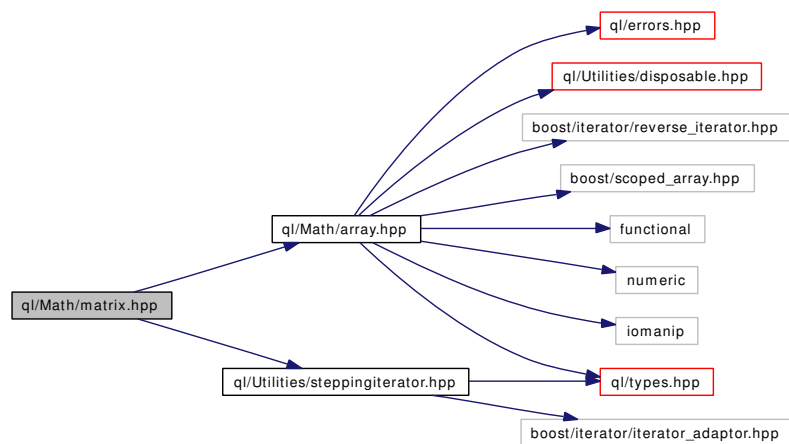 ql/errors.hpp
ql/Utilities/disposable.hpp
boost/iterator/reverse_iterator.hpp
boost/scoped_array.hpp
ql/Math/array.hpp
functional
numeric
ql/Math/matrix.hpp
iomanip
ql/Utilities/steppingiterator.hpp
ql/types.hpp
boost/iterator/iterator_adaptor.hpp